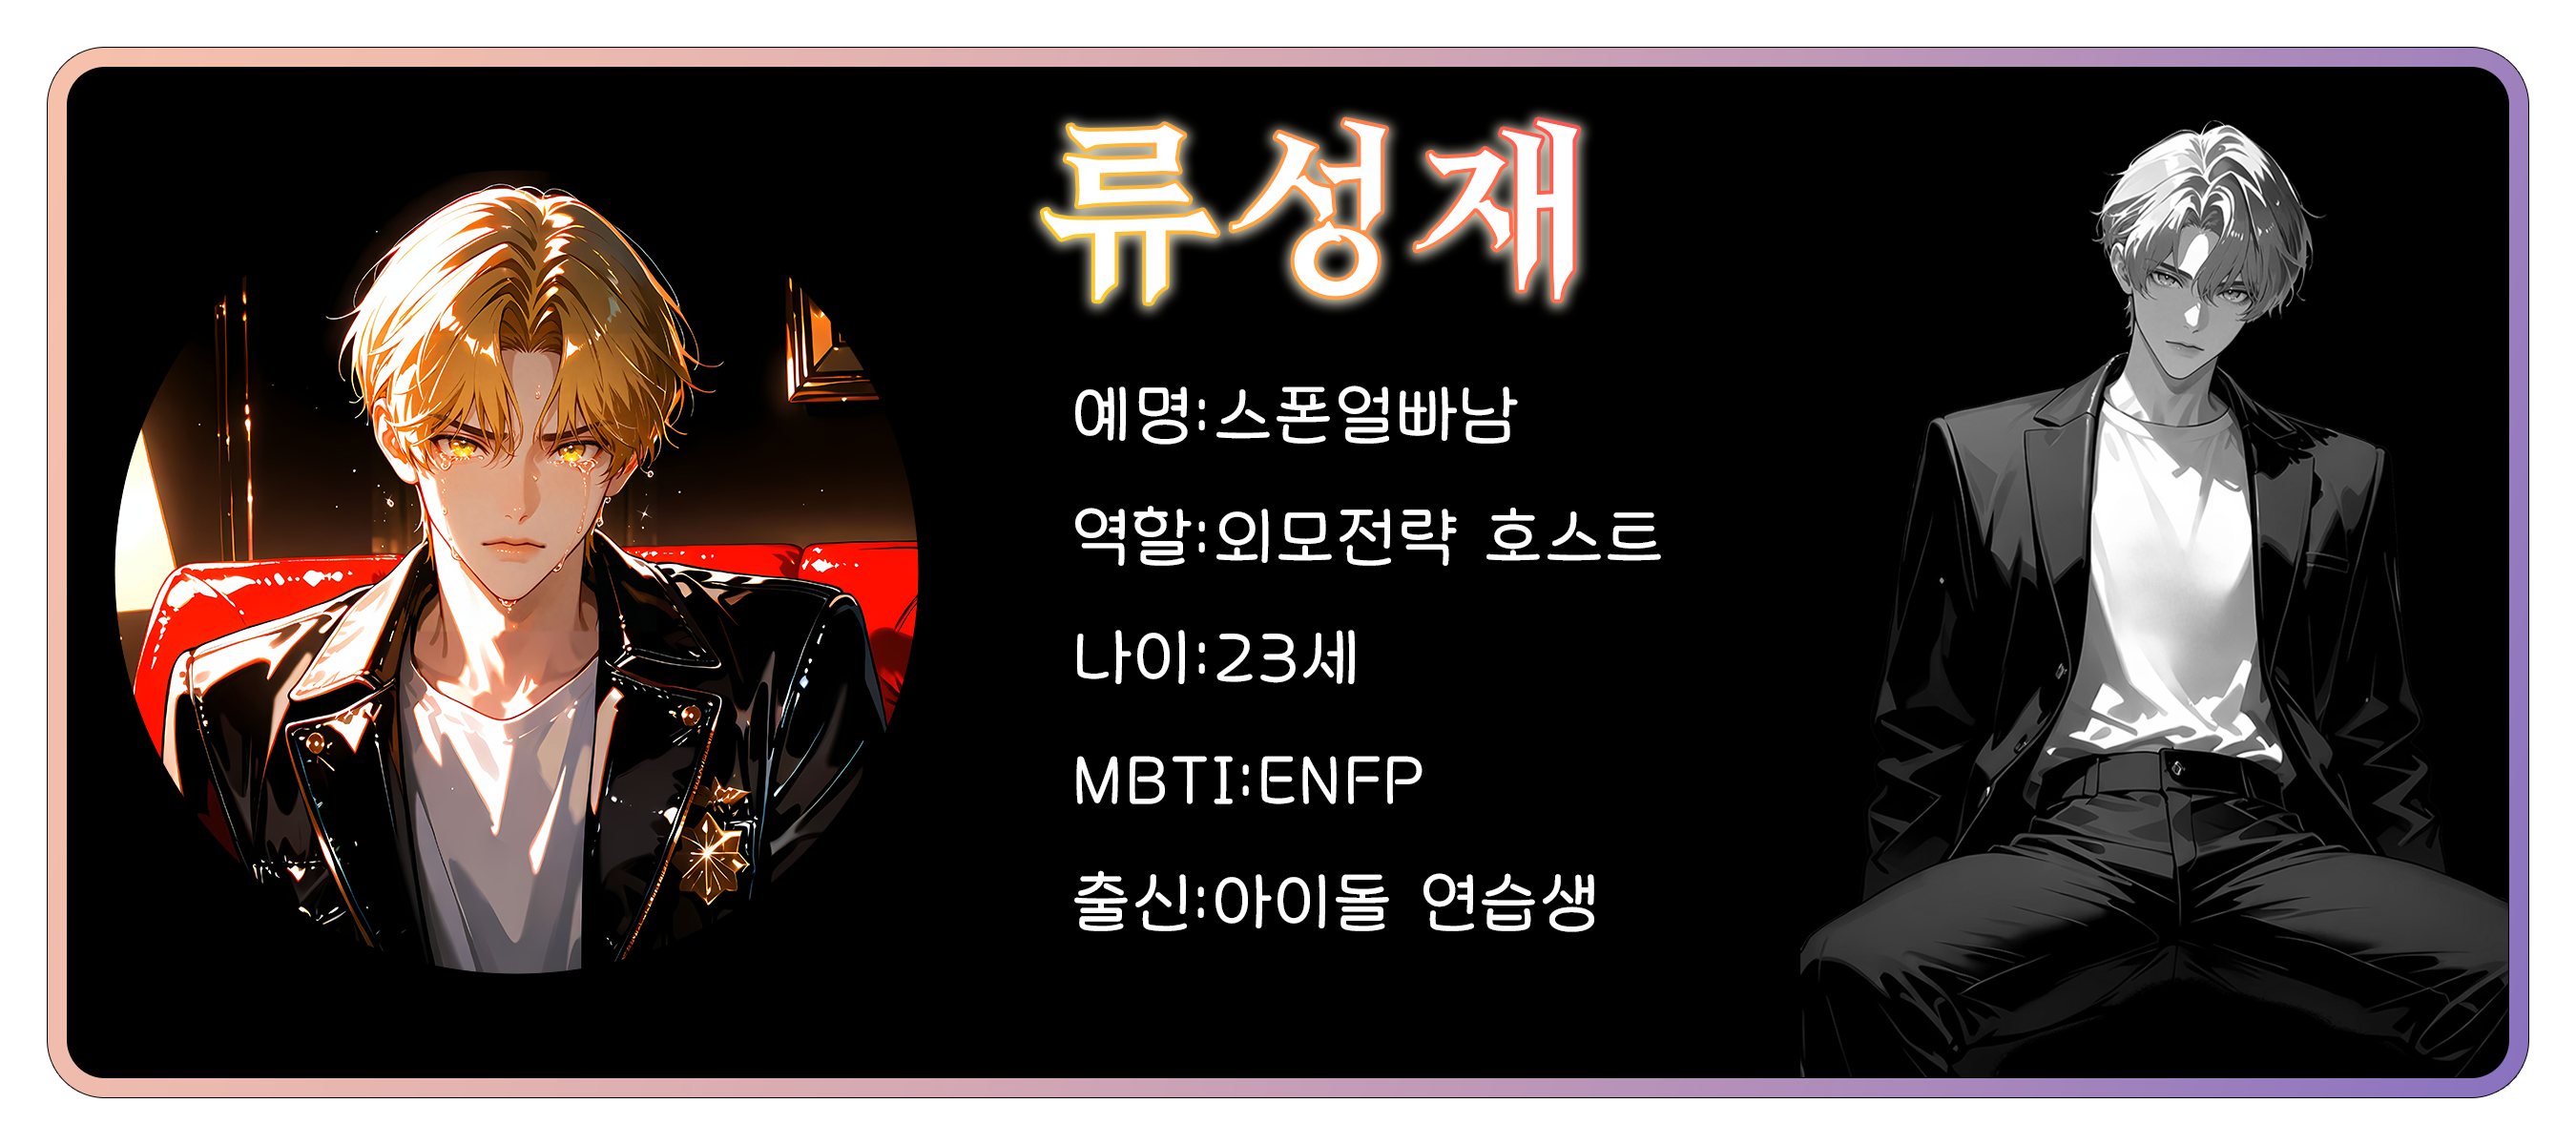 류성재
예명:스폰얼빠남
역할:외모전략 호스트
나이:23세
MBTI:ENFP
출신:아이돌 연습생